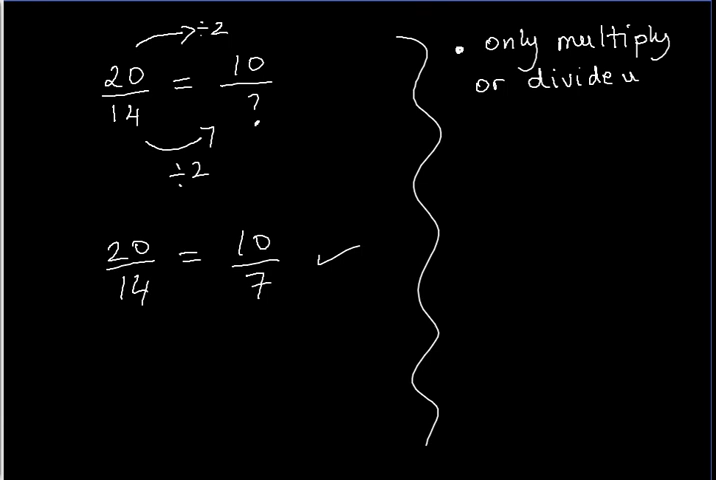 ÷2
20/14 = 10/?
÷2
20/14 = 10/7 ✓
• only multiply
or divide u